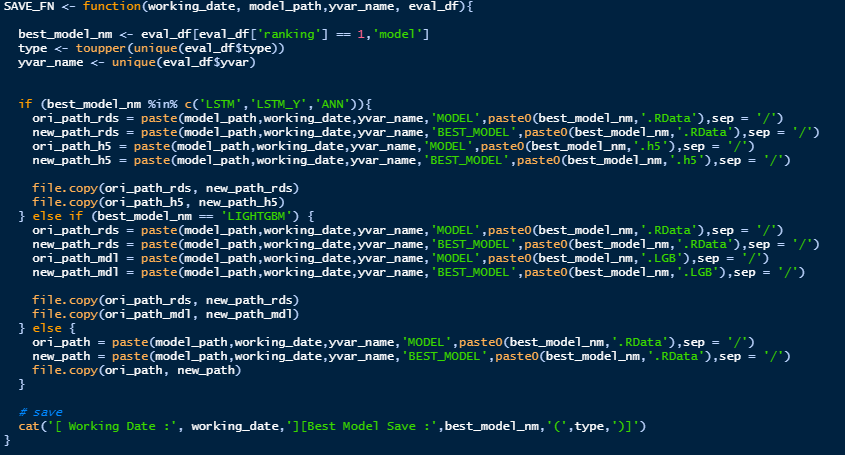 SAVE_FN <- function(working_date, model_path,yvar_name, eval_df){
best_model_nm <- eval_df[eval_df['ranking'] == 1,'model']
type <- toupper(unique(eval_df$type))
yvar_name <- unique(eval_df$yvar)
if (best_model_nm %in% c('LSTM','LSTM_Y','ANN')){
ori_path_rds = paste(model_path,working_date,yvar_name,'MODEL',paste0(best_model_nm,'.RData'),sep = '/')
new_path_rds = paste(model_path,working_date,yvar_name,'BEST_MODEL',paste0(best_model_nm,'.RData'),sep = '/')
ori_path_h5 = paste(model_path,working_date,yvar_name,'MODEL',paste0(best_model_nm,'.h5'),sep = '/')
new_path_h5 = paste(model_path,working_date,yvar_name,'BEST_MODEL',paste0(best_model_nm,'.h5'),sep = '/')
file.copy(ori_path_rds, new_path_rds)
file.copy(ori_path_h5, new_path_h5)
} else if (best_model_nm == 'LIGHTGBM') {
ori_path_rds = paste(model_path,working_date,yvar_name,'MODEL',paste0(best_model_nm,'.RData'),sep = '/')
new_path_rds = paste(model_path,working_date,yvar_name,'BEST_MODEL',paste0(best_model_nm,'.RData'),sep = '/')
ori_path_mdl = paste(model_path,working_date,yvar_name,'MODEL',paste0(best_model_nm,'.LGB'),sep = '/')
new_path_mdl = paste(model_path,working_date,yvar_name,'BEST_MODEL',paste0(best_model_nm,'.LGB'),sep = '/')
file.copy(ori_path_rds, new_path_rds)
file.copy(ori_path_mdl, new_path_mdl)
} else {
ori_path = paste(model_path,working_date,yvar_name,'MODEL',paste0(best_model_nm,'.RData'),sep = '/')
new_path = paste(model_path,working_date,yvar_name,'BEST_MODEL',paste0(best_model_nm,'.RData'),sep = '/')
file.copy(ori_path, new_path)
}
# save
cat('[ Working Date :', working_date,'][Best Model Save :',best_model_nm,'(',type,')]')
}